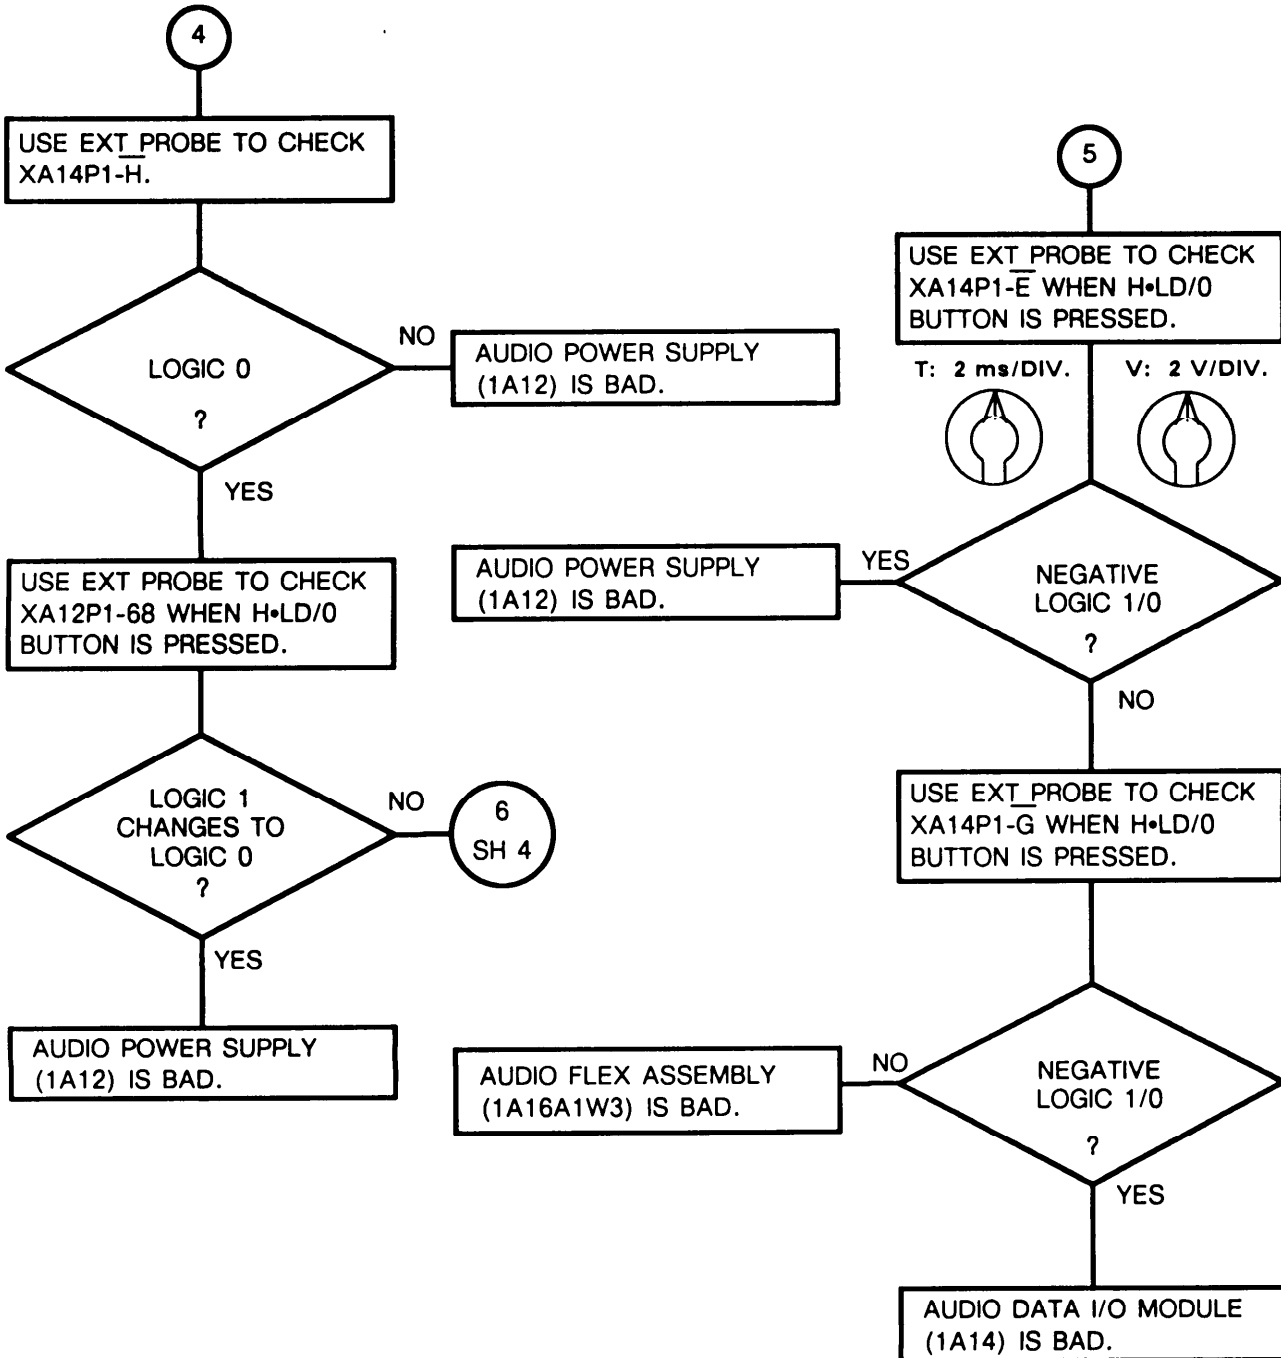 4
USE EXT PROBE TO CHECK
XA14P1-H̅.
LOGIC 0
?
NO
AUDIO POWER SUPPLY
(1A12) IS BAD.
YES
USE EXT PROBE TO CHECK
XA12P1-68 WHEN H•LD/0
BUTTON IS PRESSED.
LOGIC 1
CHANGES TO
LOGIC 0
?
NO
6
SH 4
YES
AUDIO POWER SUPPLY
(1A12) IS BAD.
5
USE EXT PROBE TO CHECK
XA14P1-E̅ WHEN H•LD/0
BUTTON IS PRESSED.
T: 2 ms/DIV.
V: 2 V/DIV.
NEGATIVE
LOGIC 1/0
?
YES
AUDIO POWER SUPPLY
(1A12) IS BAD.
NO
USE EXT PROBE TO CHECK
XA14P1-G̅ WHEN H•LD/0
BUTTON IS PRESSED.
NEGATIVE
LOGIC 1/0
?
NO
AUDIO FLEX ASSEMBLY
(1A16A1W3) IS BAD.
YES
AUDIO DATA I/O MODULE
(1A14) IS BAD.